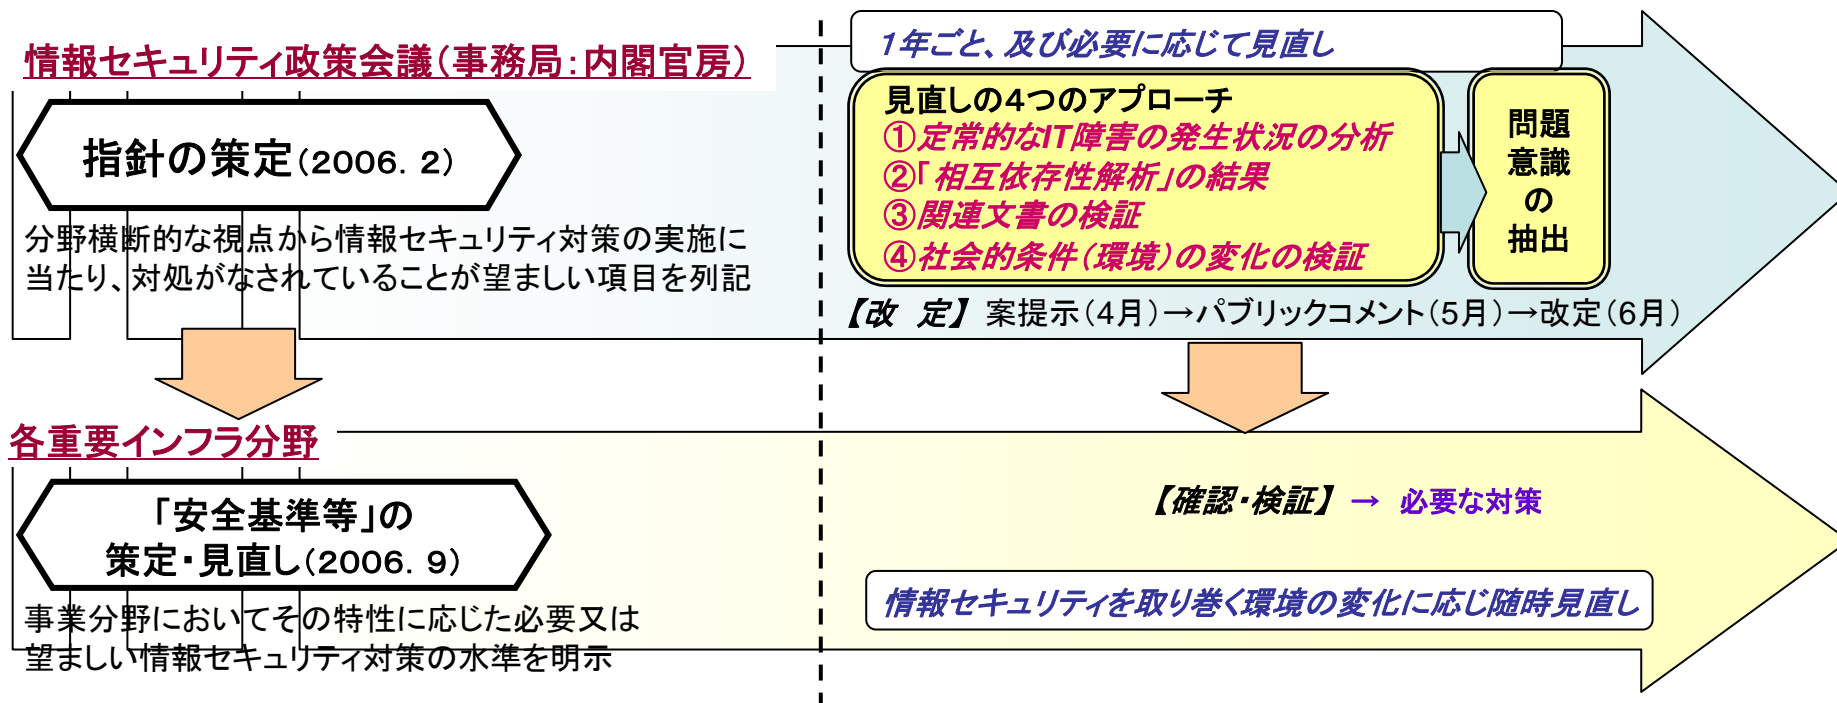 情報セキュリティ政策会議（事務局：内閣官房）
指針の策定（２００６．２）
分野横断的な視点から情報セキュリティ対策の実施に
当たり、対処がなされていることが望ましい項目を列記
1年ごと、及び必要に応じて見直し
見直しの４つのアプローチ
①定常的なIT障害の発生状況の分析
②「相互依存性解析」の結果
③関連文書の検証
④社会的条件（環境）の変化の検証
問題
意識
の
抽出
【改　定】 案提示（4月）→パブリックコメント（5月）→改定（6月）
各重要インフラ分野
「安全基準等」の
策定・見直し（２００６．９）
事業分野においてその特性に応じた必要又は
望ましい情報セキュリティ対策の水準を明示
【確認・検証】 → 必要な対策
情報セキュリティを取り巻く環境の変化に応じ随時見直し